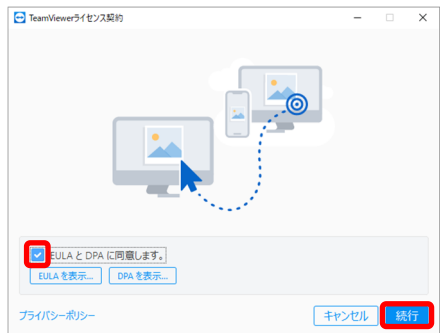 TeamViewerライセンス契約
EULA と DPA に同意します。
EULA を表示... DPA を表示...
プライバシーポリシー キャンセル 続行